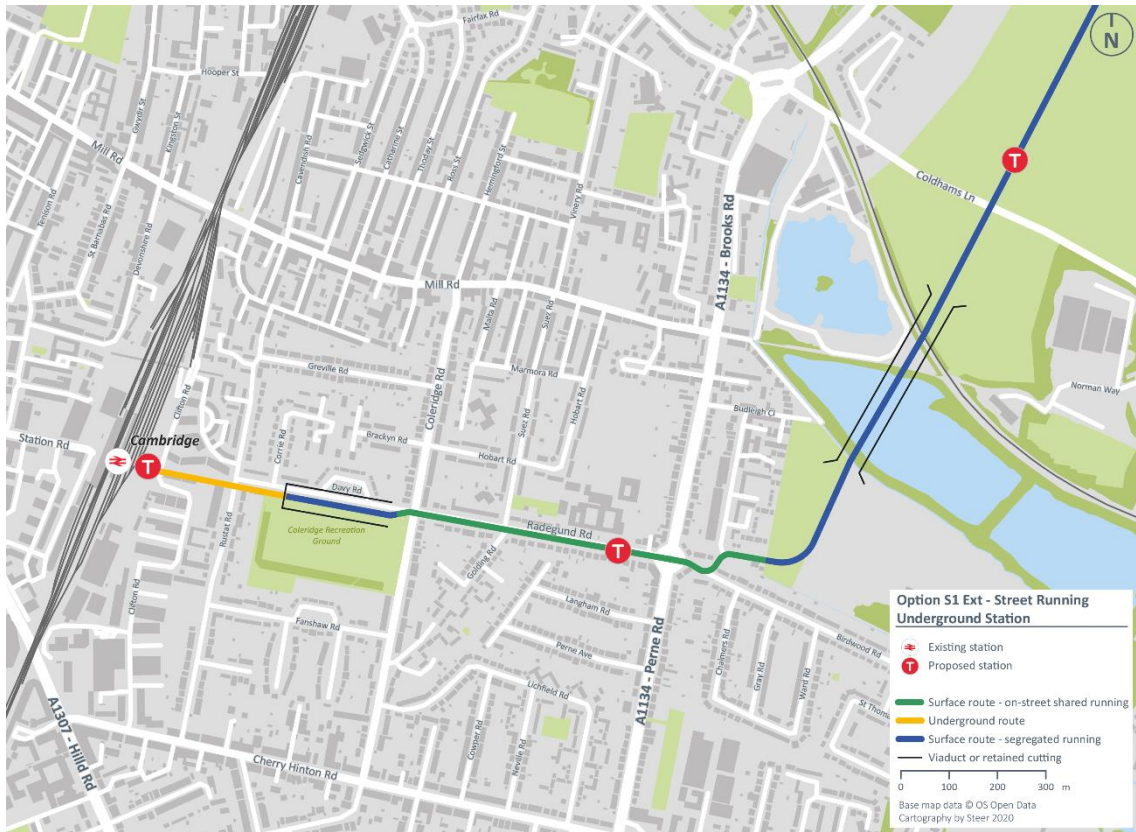 Fairfax Rd
N
Hooper St
Gwydir St
Kingston St
Mill Rd
Cavendish Rd
Sedgwick St
Catharine St
Thoday St
Ross St
Hemingford St
Vinery Rd
Coldhams Ln
T
Tenison Rd
St Barnabas Rd
Devonshire Rd
A1134 - Brooks Rd
Mill Rd
Malta Rd
Suez Rd
Marmora Rd
Greville Rd
Coleridge Rd
Hobart Rd
Suez Rd
Norman Way
Budleigh Cl
Clifton Rd
Corrie Rd
Brackyn Rd
Station Rd
Cambridge
T
Hobart Rd
Davy Rd
Rustat Rd
Coleridge Recreation
Ground
Radegund Rd
T
Golding Rd
Clifton Rd
Langham Rd
Fanshaw Rd
Perne Ave
Birdwood Rd
Chalmers Rd
Gray Rd
Ward Rd
St Thomas
Lichfield Rd
A1134 - Perne Rd
A1307 - Hilld Rd
Cowper Rd
Neville Rd
Cherry Hinton Rd
Option S1 Ext - Street Running
Underground Station
Existing station
T Proposed station
Surface route - on-street shared running
Underground route
Surface route - segregated running
Viaduct or retained cutting
0 100 200 300 m
Base map data © OS Open Data
Cartography by Steer 2020